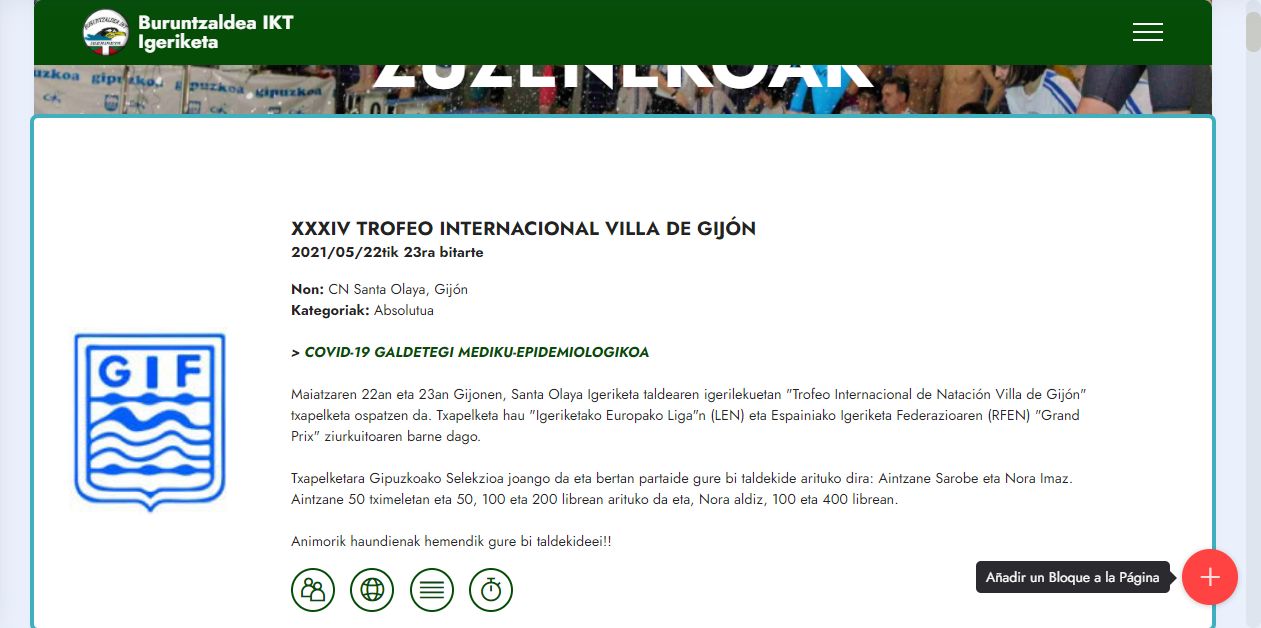 Buruntzaldea IKT
Igeriketa
ZUZENEKOAK
gipuzkoa gipuzkoa
XXXIV TROFEO INTERNACIONAL VILLA DE GIJÓN
2021/05/22tik 23ra bitarte
Non: CN Santa Olaya, Gijón
Kategoriak: Absolutua
> COVID-19 GALDETEGI MEDIKU-EPIDEMIOLOGIKOA
GIF
Maiatzaren 22an eta 23an Gijonen, Santa Olaya Igeriketa taldearen igerilekuetan "Trofeo Internacional de Natación Villa de Gijón"
txapelketa ospatzen da. Txapelketa hau "Igeriketako Europako Liga"n (LEN) eta Espainiako Igeriketa Federazioaren (RFEN) "Grand
Prix" ziurkuitoaren barne dago.
Txapelketara Gipuzkoako Selekzioa joango da eta bertan partaide gure bi taldekide arituko dira: Aintzane Sarobe eta Nora Imaz.
Aintzane 50 tximeletan eta 50, 100 eta 200 librean arituko da eta, Nora aldiz, 100 eta 400 librean.
Animorik haundienak hemendik gure bi taldekideei!!
Añadir un Bloque a la Página